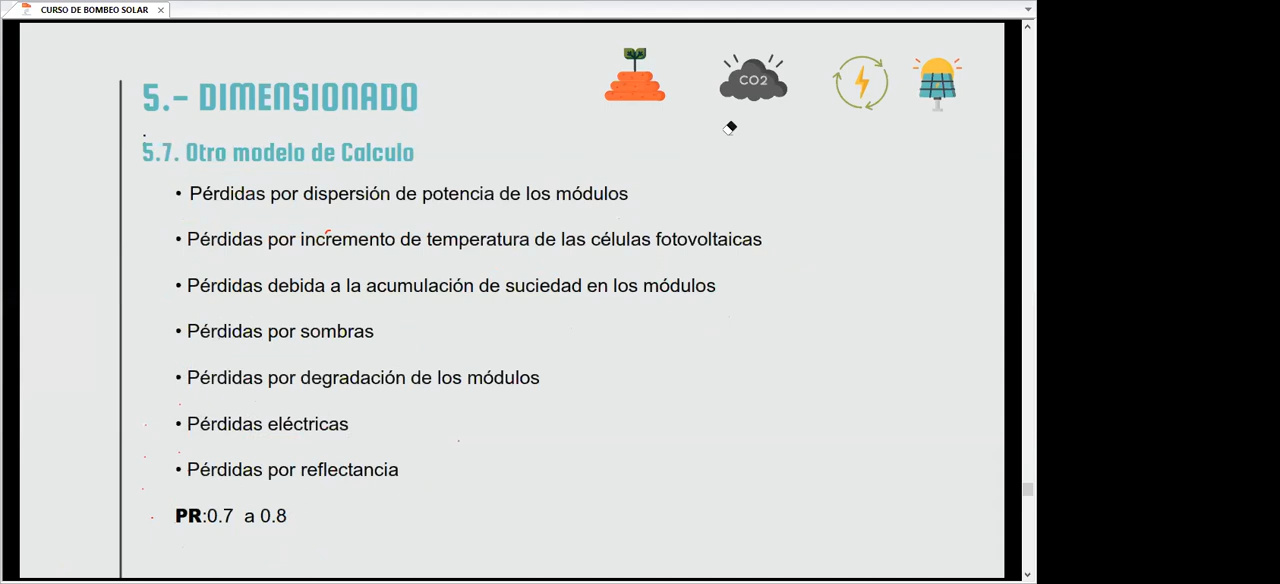 CURSO DE BOMBEO SOLAR
5.- DIMENSIONADO
CO2
5.7. Otro modelo de Calculo
• Pérdidas por dispersión de potencia de los módulos
• Pérdidas por incremento de temperatura de las células fotovoltaicas
• Pérdidas debida a la acumulación de suciedad en los módulos
• Pérdidas por sombras
• Pérdidas por degradación de los módulos
• Pérdidas eléctricas
• Pérdidas por reflectancia
PR:0.7 a 0.8